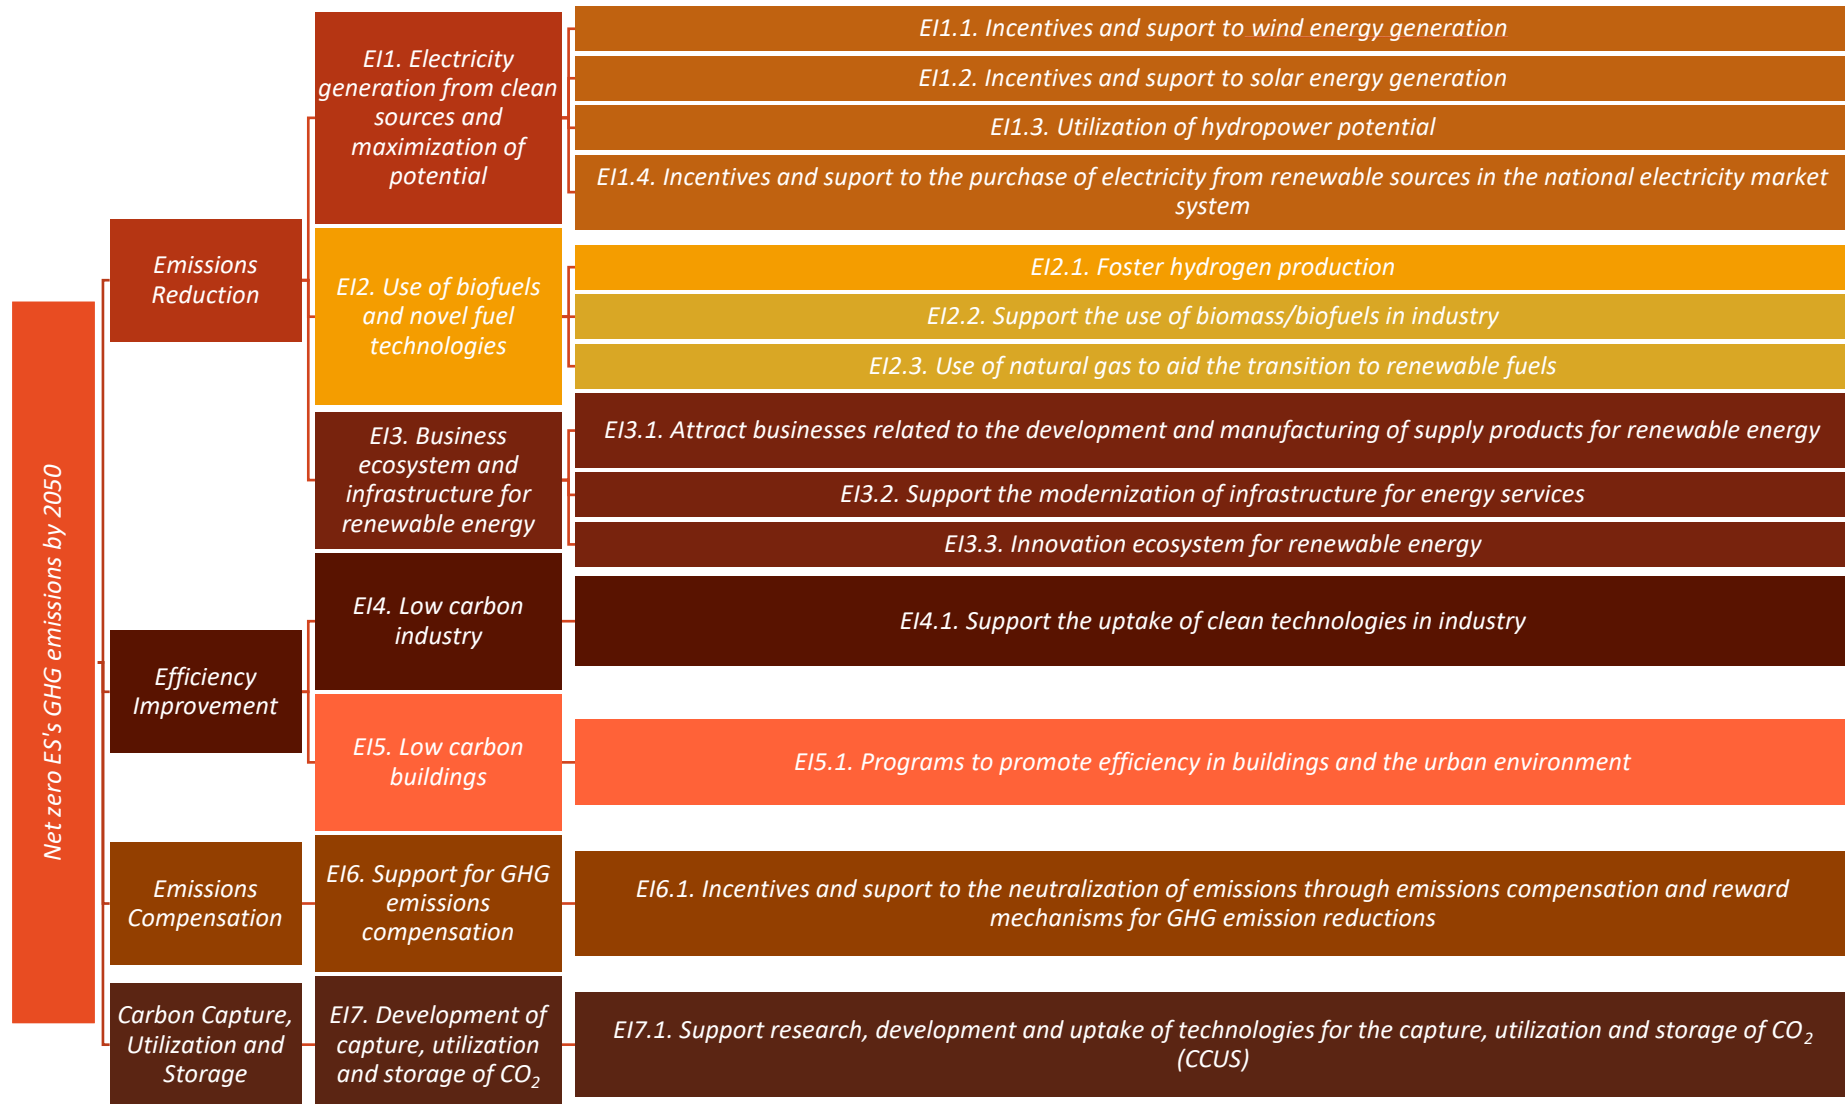 Net zero ES's GHG emissions by 2050
Emissions
Reduction
EI1. Electricity
generation from clean
sources and
maximization of
potential
EI1.1. Incentives and suport to wind energy generation
EI1.2. Incentives and suport to solar energy generation
EI1.3. Utilization of hydropower potential
EI1.4. Incentives and suport to the purchase of electricity from renewable sources in the national electricity market
system
EI2. Use of biofuels
and novel fuel
technologies
EI2.1. Foster hydrogen production
EI2.2. Support the use of biomass/biofuels in industry
EI2.3. Use of natural gas to aid the transition to renewable fuels
EI3. Business
ecosystem and
infrastructure for
renewable energy
EI3.1. Attract businesses related to the development and manufacturing of supply products for renewable energy
EI3.2. Support the modernization of infrastructure for energy services
EI3.3. Innovation ecosystem for renewable energy
Efficiency
Improvement
EI4. Low carbon
industry
EI4.1. Support the uptake of clean technologies in industry
EI5. Low carbon
buildings
EI5.1. Programs to promote efficiency in buildings and the urban environment
Emissions
Compensation
EI6. Support for GHG
emissions
compensation
EI6.1. Incentives and suport to the neutralization of emissions through emissions compensation and reward
mechanisms for GHG emission reductions
Carbon Capture,
Utilization and
Storage
EI7. Development of
capture, utilization
and storage of CO₂
EI7.1. Support research, development and uptake of technologies for the capture, utilization and storage of CO₂
(CCUS)